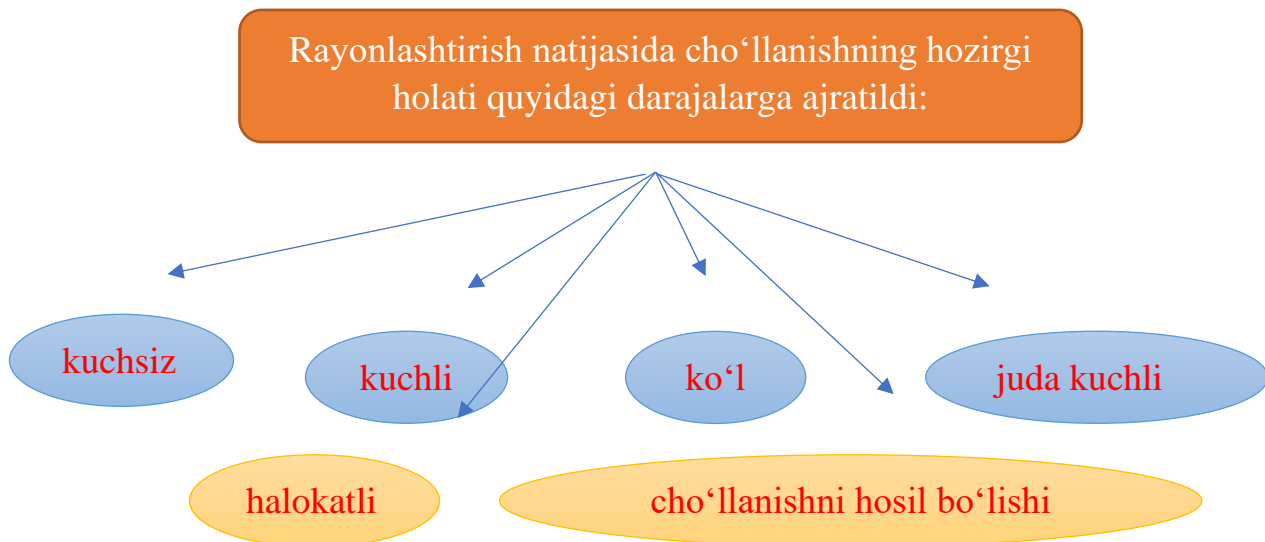 Rayonlashtirish natijasida cho‘llanishning hozirgi
holati quyidagi darajalarga ajratildi:
kuchsiz
kuchli
ko‘l
juda kuchli
halokatli
cho‘llanishni hosil bo‘lishi